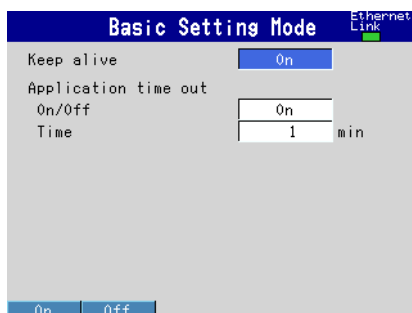 Basic Setting Mode
Ethernet
Link
Keep alive On
Application time out
On/Off On
Time 1 min
On Off